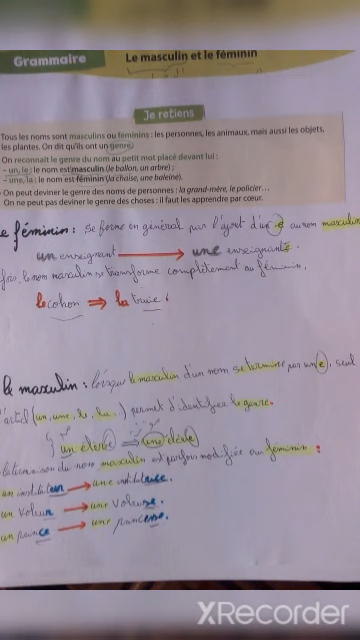 Grammaire
Le masculin et le féminin
Je retiens
Tous les noms sont masculins ou féminins : les personnes, les animaux, mais aussi les objets,
les plantes. On dit qu'ils ont un genre.
On reconnaît le genre du nom au petit mot placé devant lui :
– un, le : le nom est masculin (le ballon, un arbre) ;
– une, la : le nom est féminin (la chaise, une baleine).
On peut deviner le genre des noms de personnes : la grand-mère, le policier...
On ne peut pas deviner le genre des choses : il faut les apprendre par cœur.
e féminin : se forme en général par l'ajout d'un e au nom masculin
un enseignant → une enseignante.
fois, le nom masculin se transforme complètement au féminin.
le cohon ⇒ la truie.
le masculin : lorsque le masculin d'un nom se termine par un e, seul
(un, une, le, la..) permet d'identifier le genre.
un élève ⇒ une élève
du nom masculin est parfois modifiée au féminin :
un instituteur → une instituteuse.
un voleur → une voleuse.
un prince → une princesse.
XRecorder